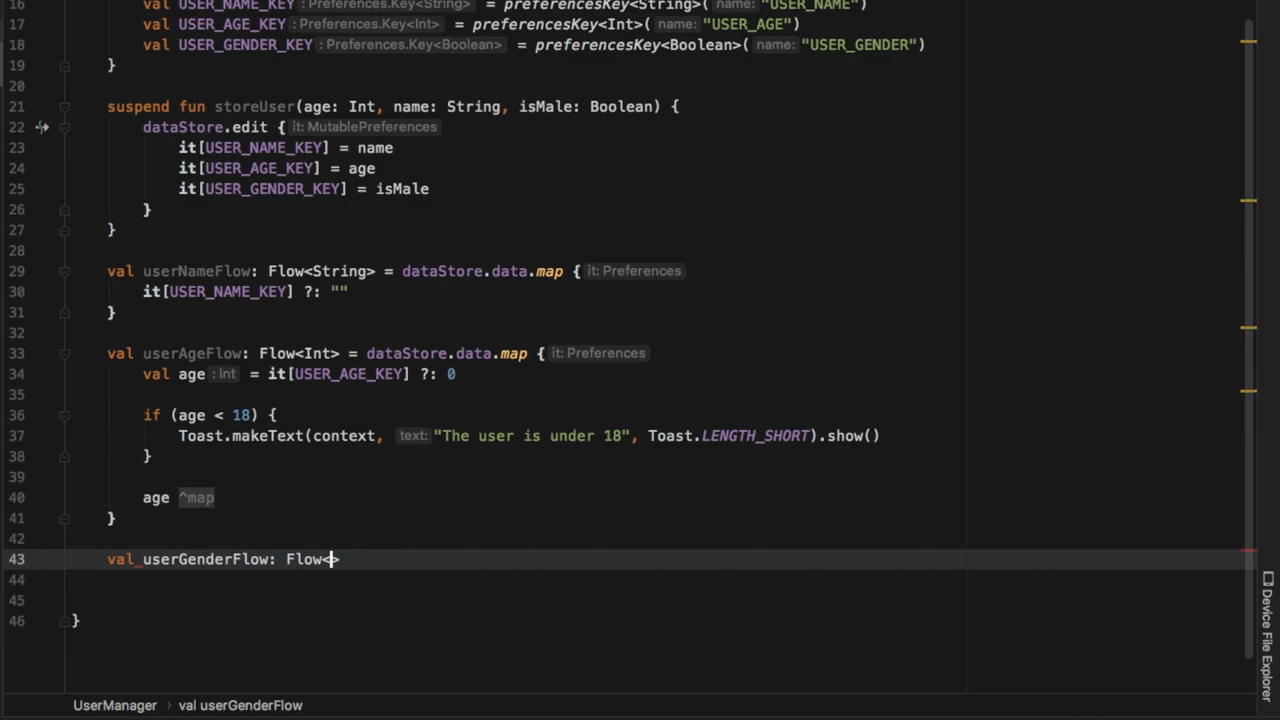 16 val USER_NAME_KEY : Preferences.Key<String> = preferencesKey<String>( name: "USER_NAME")
17 val USER_AGE_KEY : Preferences.Key<Int> = preferencesKey<Int>( name: "USER_AGE")
18 val USER_GENDER_KEY : Preferences.Key<Boolean> = preferencesKey<Boolean>( name: "USER_GENDER")
19 }
20
21 suspend fun storeUser(age: Int, name: String, isMale: Boolean) {
22 dataStore.edit { it: MutablePreferences
23 it[USER_NAME_KEY] = name
24 it[USER_AGE_KEY] = age
25 it[USER_GENDER_KEY] = isMale
26 }
27 }
28
29 val userNameFlow: Flow<String> = dataStore.data.map { it: Preferences
30 it[USER_NAME_KEY] ?: ""
31 }
32
33 val userAgeFlow: Flow<Int> = dataStore.data.map { it: Preferences
34 val age : Int = it[USER_AGE_KEY] ?: 0
35
36 if (age < 18) {
37 Toast.makeText(context, text: "The user is under 18", Toast.LENGTH_SHORT).show()
38 }
39
40 age ^map
41 }
42
43 val userGenderFlow: Flow<>
44
45
46 }
UserManager › val userGenderFlow
Device File Explorer